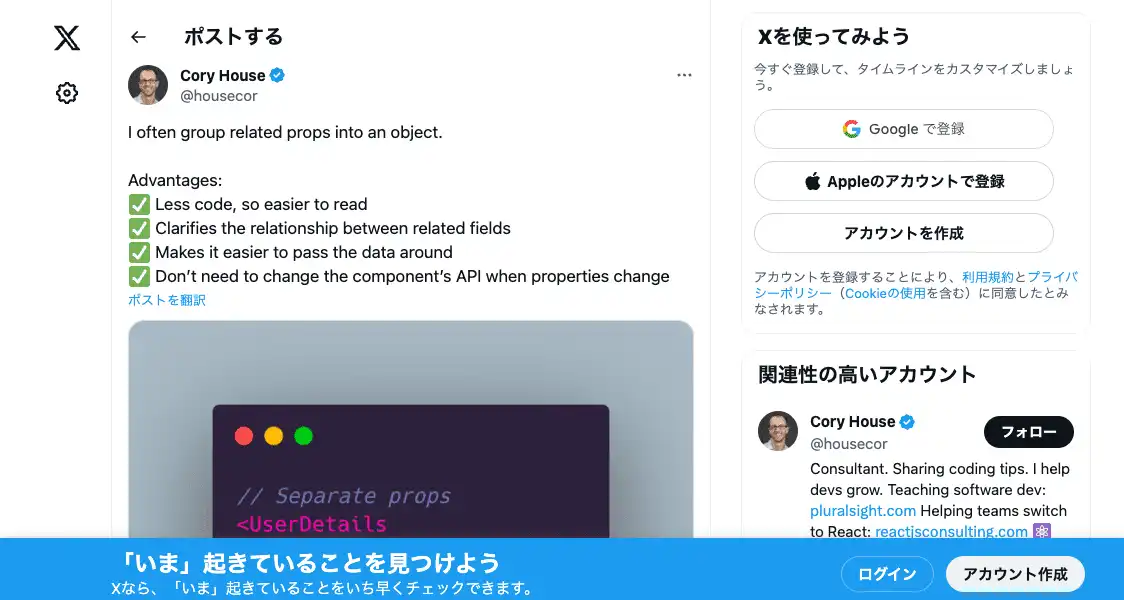 ポストする
Cory House
@housecor
I often group related props into an object.
Advantages:
✅ Less code, so easier to read
✅ Clarifies the relationship between related fields
✅ Makes it easier to pass the data around
✅ Don’t need to change the component’s API when properties change
ポストを翻訳
// Separate props
<UserDetails
Xを使ってみよう
今すぐ登録して、タイムラインをカスタマイズしましょ
う。
Google で登録
Appleのアカウントで登録
アカウントを作成
アカウントを登録することにより、利用規約とプライバ
シーポリシー（Cookieの使用を含む）に同意したとみ
なされます。
関連性の高いアカウント
Cory House
@housecor
フォロー
Consultant. Sharing coding tips. I help
devs grow. Teaching software dev:
pluralsight.com Helping teams switch
to React: reactjsconsulting.com ⚛️
「いま」起きていることを見つけよう
Xなら、「いま」起きていることをいち早くチェックできます。
ログイン
アカウント作成